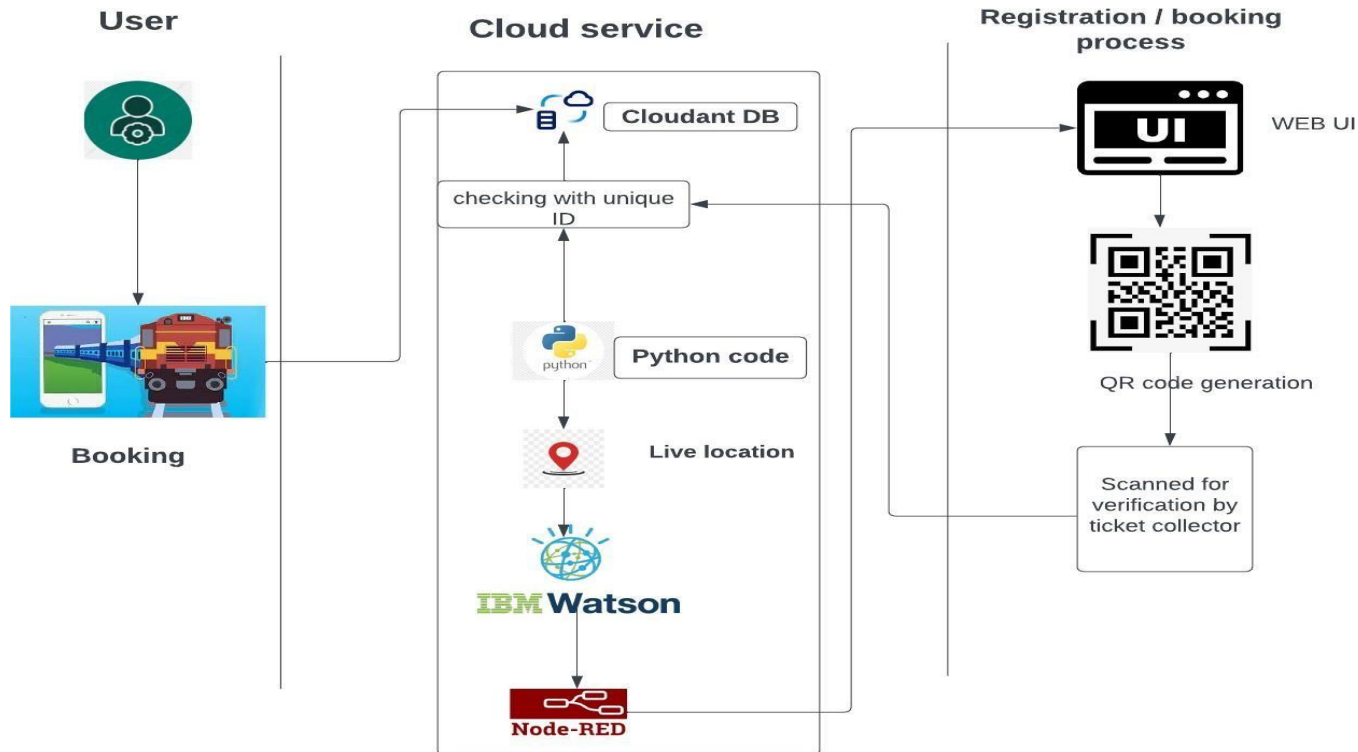 User
Booking
Cloud service
Cloudant DB
checking with unique
ID
python
Python code
Live location
IBM Watson
Node-RED
Registration / booking
process
UI
WEB UI
QR code generation
Scanned for
verification by
ticket collector